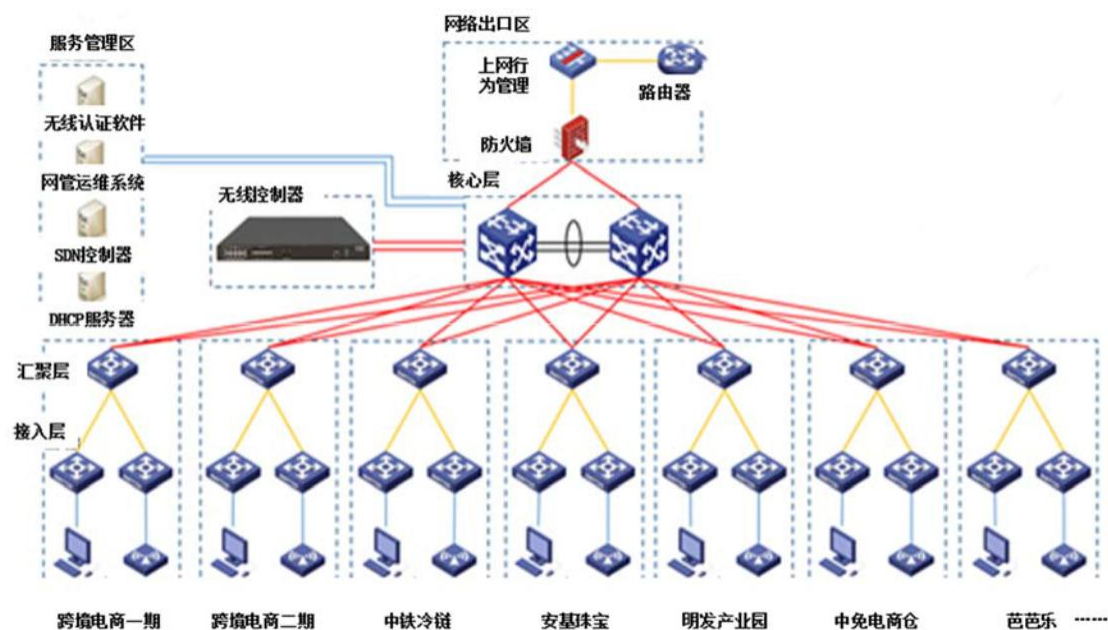 网络出口区
服务管理区
上网行
为管理
路由器
无线认证软件
防火墙
网管运维系统
核心层
无线控制器
SDN控制器
DHCP服务器
汇聚层
接入层
跨境电商一期
跨境电商二期
中铁冷链
安基珠宝
明发产业园
中免电商仓
芭芭乐